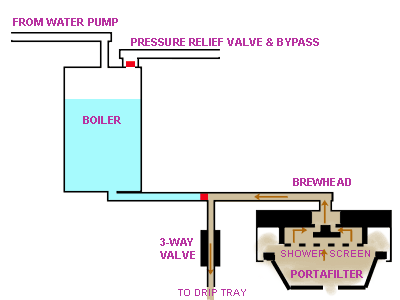 FROM WATER PUMP
PRESSURE RELIEF VALVE & BYPASS
BOILER
BREWHEAD
3-WAY
VALVE
SHOWER SCREEN
PORTAFILTER
TO DRIP TRAY